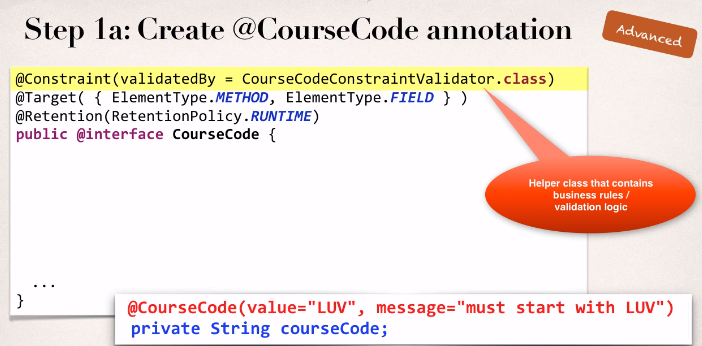 Step 1a: Create @CourseCode annotation
Advanced
@Constraint(validatedBy = CourseCodeConstraintValidator.class)
@Target( { ElementType.METHOD, ElementType.FIELD } )
@Retention(RetentionPolicy.RUNTIME)
public @interface CourseCode {
Helper class that contains
business rules /
validation logic
...
}
@CourseCode(value="LUV", message="must start with LUV")
private String courseCode;